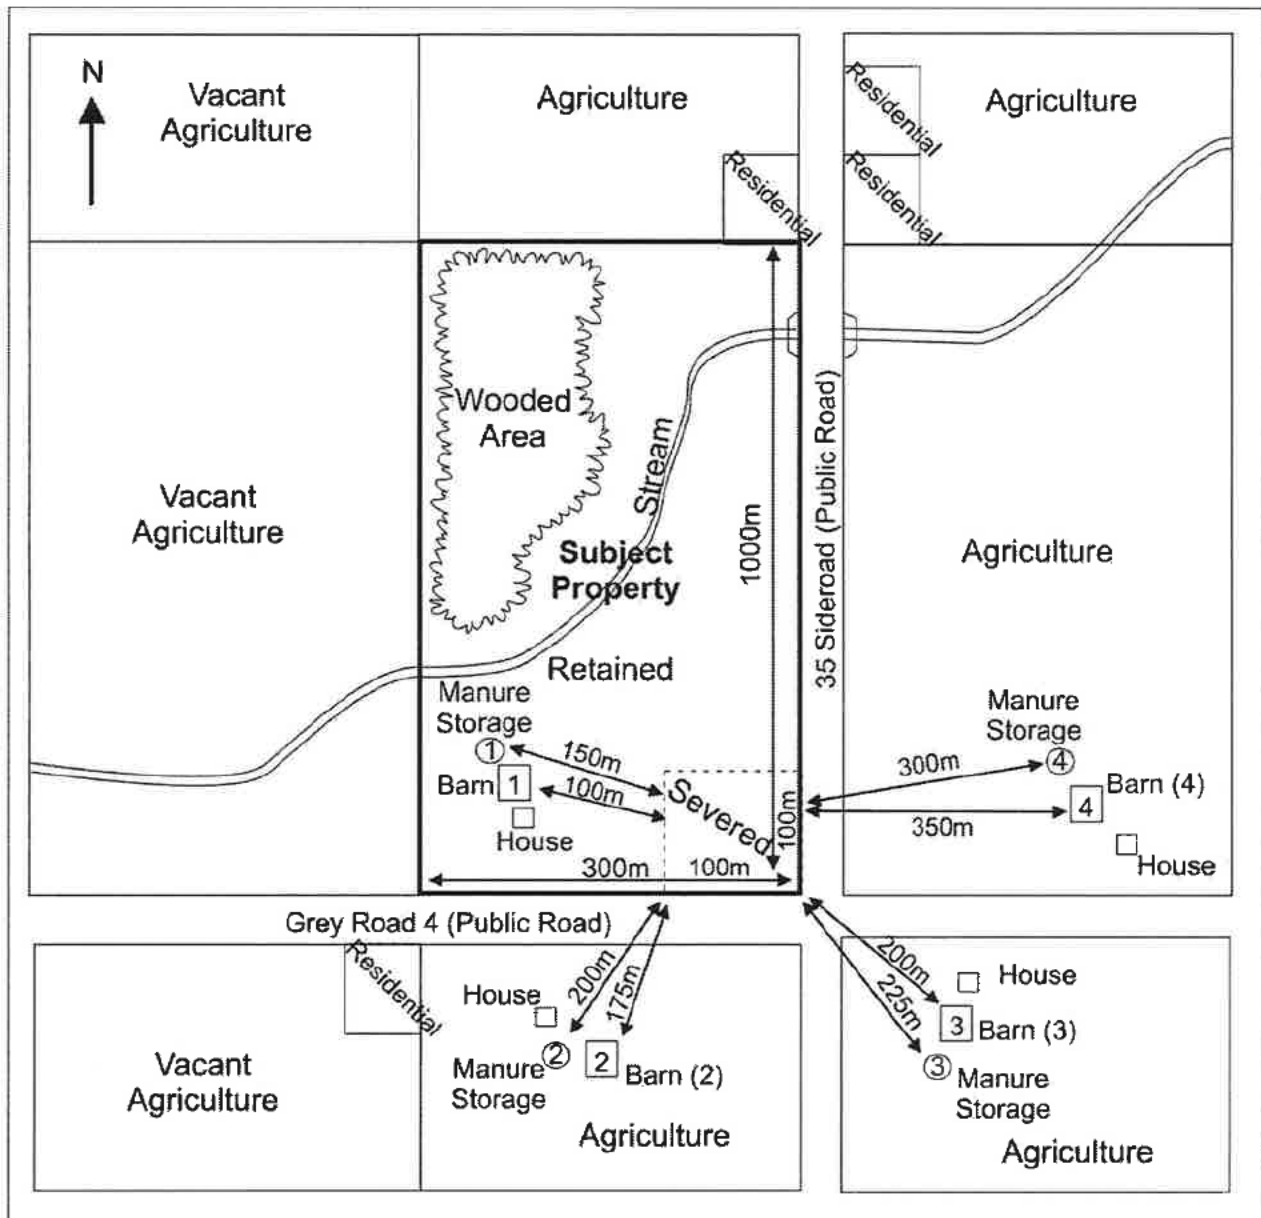 N
Vacant
Agriculture
Agriculture
Residential
Residential
Residential
Agriculture
Wooded
Area
Stream
Subject
Property
Retained
1000m
35 Sideroad (Public Road)
Vacant
Agriculture
Agriculture
Manure
Storage
1
150m
Barn
1
100m
House
Severed
100m
300m
100m
Manure
Storage
4
300m
Barn (4)
4
350m
House
Grey Road 4 (Public Road)
Residential
Vacant
Agriculture
House
200m
175m
2
2
Manure
Storage
Barn (2)
Agriculture
200m
225m
House
3
Barn (3)
3
Manure
Storage
Agriculture